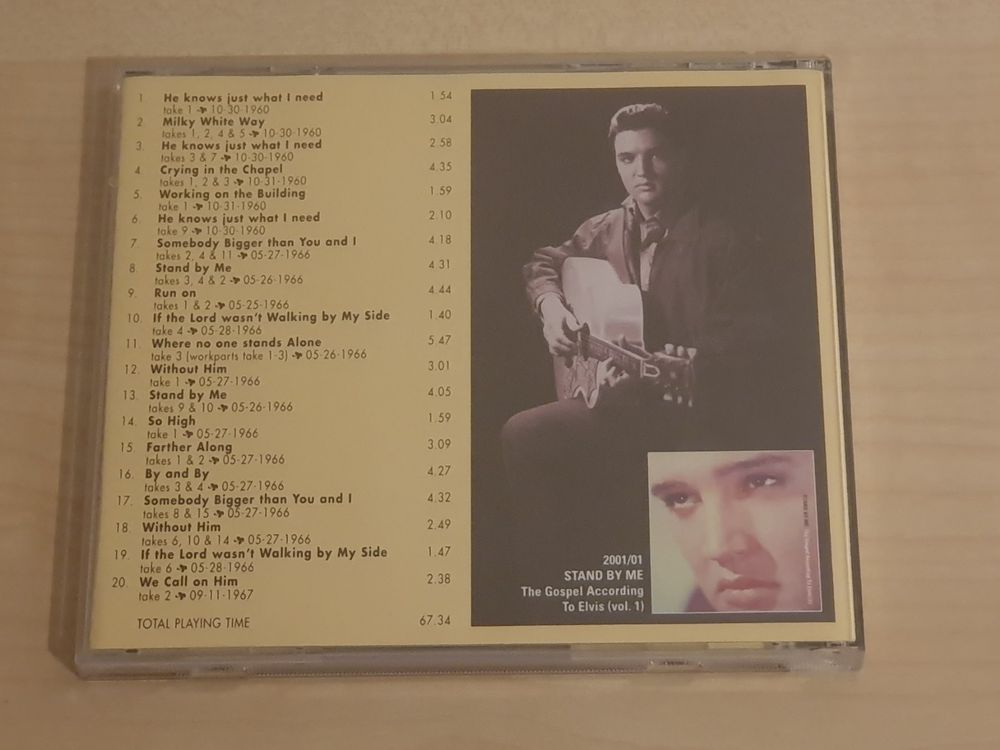 1. He knows just what I need 1.54
take 1 ✈ 10-30-1960
2. Milky White Way 3.04
takes 1, 2, 4 & 5 ✈ 10-30-1960
3. He knows just what I need 2.58
takes 3 & 7 ✈ 10-30-1960
4. Crying in the Chapel 4.35
takes 1, 2 & 3 ✈ 10-31-1960
5. Working on the Building 1.59
take 1 ✈ 10-31-1960
6. He knows just what I need 2.10
take 9 ✈ 10-30-1960
7. Somebody Bigger than You and I 4.18
takes 2, 4 & 11 ✈ 05-27-1966
8. Stand by Me 4.31
takes 3, 4 & 2 ✈ 05-26-1966
9. Run on 4.44
takes 1 & 2 ✈ 05-25-1966
10. If the Lord wasn't Walking by My Side 1.40
take 4 ✈ 05-28-1966
11. Where no one stands Alone 5.47
take 3 (workparts take 1-3) ✈ 05-26-1966
12. Without Him 3.01
take 1 ✈ 05-27-1966
13. Stand by Me 4.05
takes 9 & 10 ✈ 05-26-1966
14. So High 1.59
take 1 ✈ 05-27-1966
15. Farther Along 3.09
takes 1 & 2 ✈ 05-27-1966
16. By and By 4.27
takes 3 & 4 ✈ 05-27-1966
17. Somebody Bigger than You and I 4.32
takes 8 & 15 ✈ 05-27-1966
18. Without Him 2.49
takes 6, 10 & 14 ✈ 05-27-1966
19. If the Lord wasn't Walking by My Side 1.47
take 6 ✈ 05-28-1966
20. We Call on Him 2.38
take 2 ✈ 09-11-1967
TOTAL PLAYING TIME 67.34
2001/01
STAND BY ME
The Gospel According
To Elvis (vol. 1)